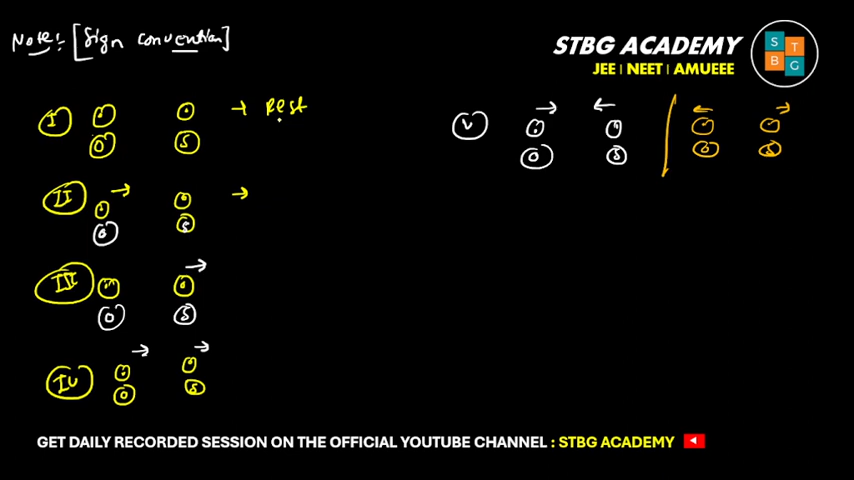 Note:- [Sign convention]
STBG ACADEMY
JEE | NEET | AMUEEE
S T
B G
I O S → Rest
II → O S →
III O → S
IV → O → S
V → O ← S | ← O → S
GET DAILY RECORDED SESSION ON THE OFFICIAL YOUTUBE CHANNEL : STBG ACADEMY